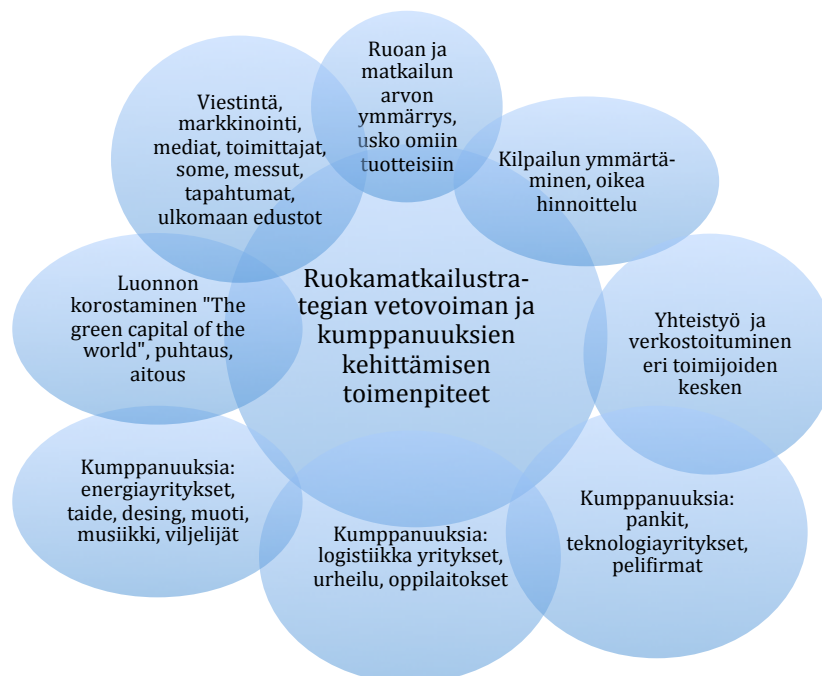 Ruoan ja
matkailun
arvon
ymmärrys,
usko omiin
tuotteisiin
Viestintä,
markkinointi,
mediat, toimittajat,
some, messut,
tapahtumat,
ulkomaan edustot
Kilpailun ymmärtä-
minen, oikea
hinnoittelu
Luonnon
korostaminen "The
green capital of the
world", puhtaus,
aitous
Ruokamatkailustra-
tegian vetovoiman ja
kumppanuuksien
kehittämisen
toimenpiteet
Yhteistyö ja
verkostoituminen
eri toimijoiden
kesken
Kumppanuuksia:
energiayritykset,
taide, desing, muoti,
musiikki, viljelijät
Kumppanuuksia:
logistiikka yritykset,
urheilu, oppilaitokset
Kumppanuuksia:
pankit,
teknologiayritykset,
pelifirmat